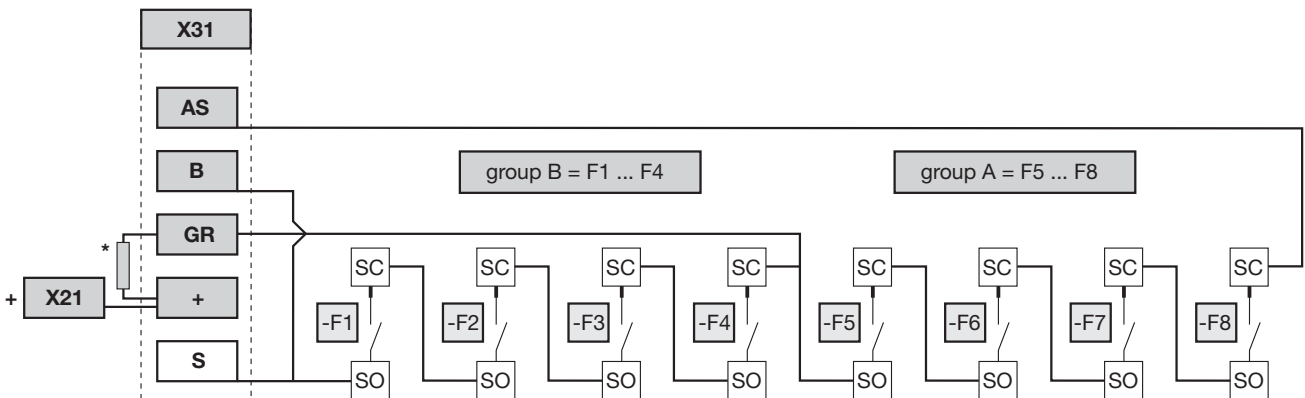 X31
AS
B
group B = F1 ... F4
group A = F5 ... F8
GR
*
SC SC SC SC SC SC SC SC
+ X21
+
-F1 -F2 -F3 -F4 -F5 -F6 -F7 -F8
S
SO SO SO SO SO SO SO SO